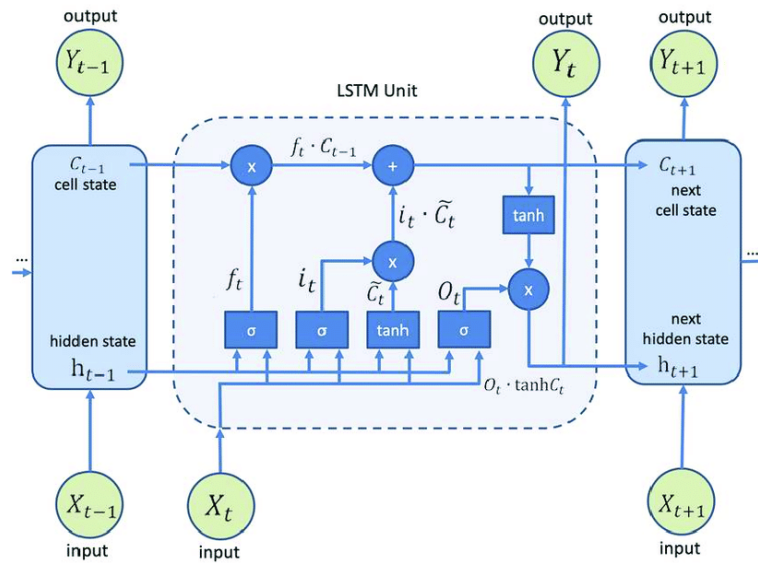 output
output
output
Y_{t-1}
Y_t
Y_{t+1}
LSTM Unit
C_{t-1}
cell state
x
f_t · C_{t-1}
+
C_{t+1}
next
cell state
tanh
i_t · C̃_t
...
x
x
...
f_t
i_t
C̃_t
O_t
hidden state
h_{t-1}
σ
σ
tanh
σ
next
hidden state
h_{t+1}
O_t · tanhC_t
X_{t-1}
X_t
X_{t+1}
input
input
input